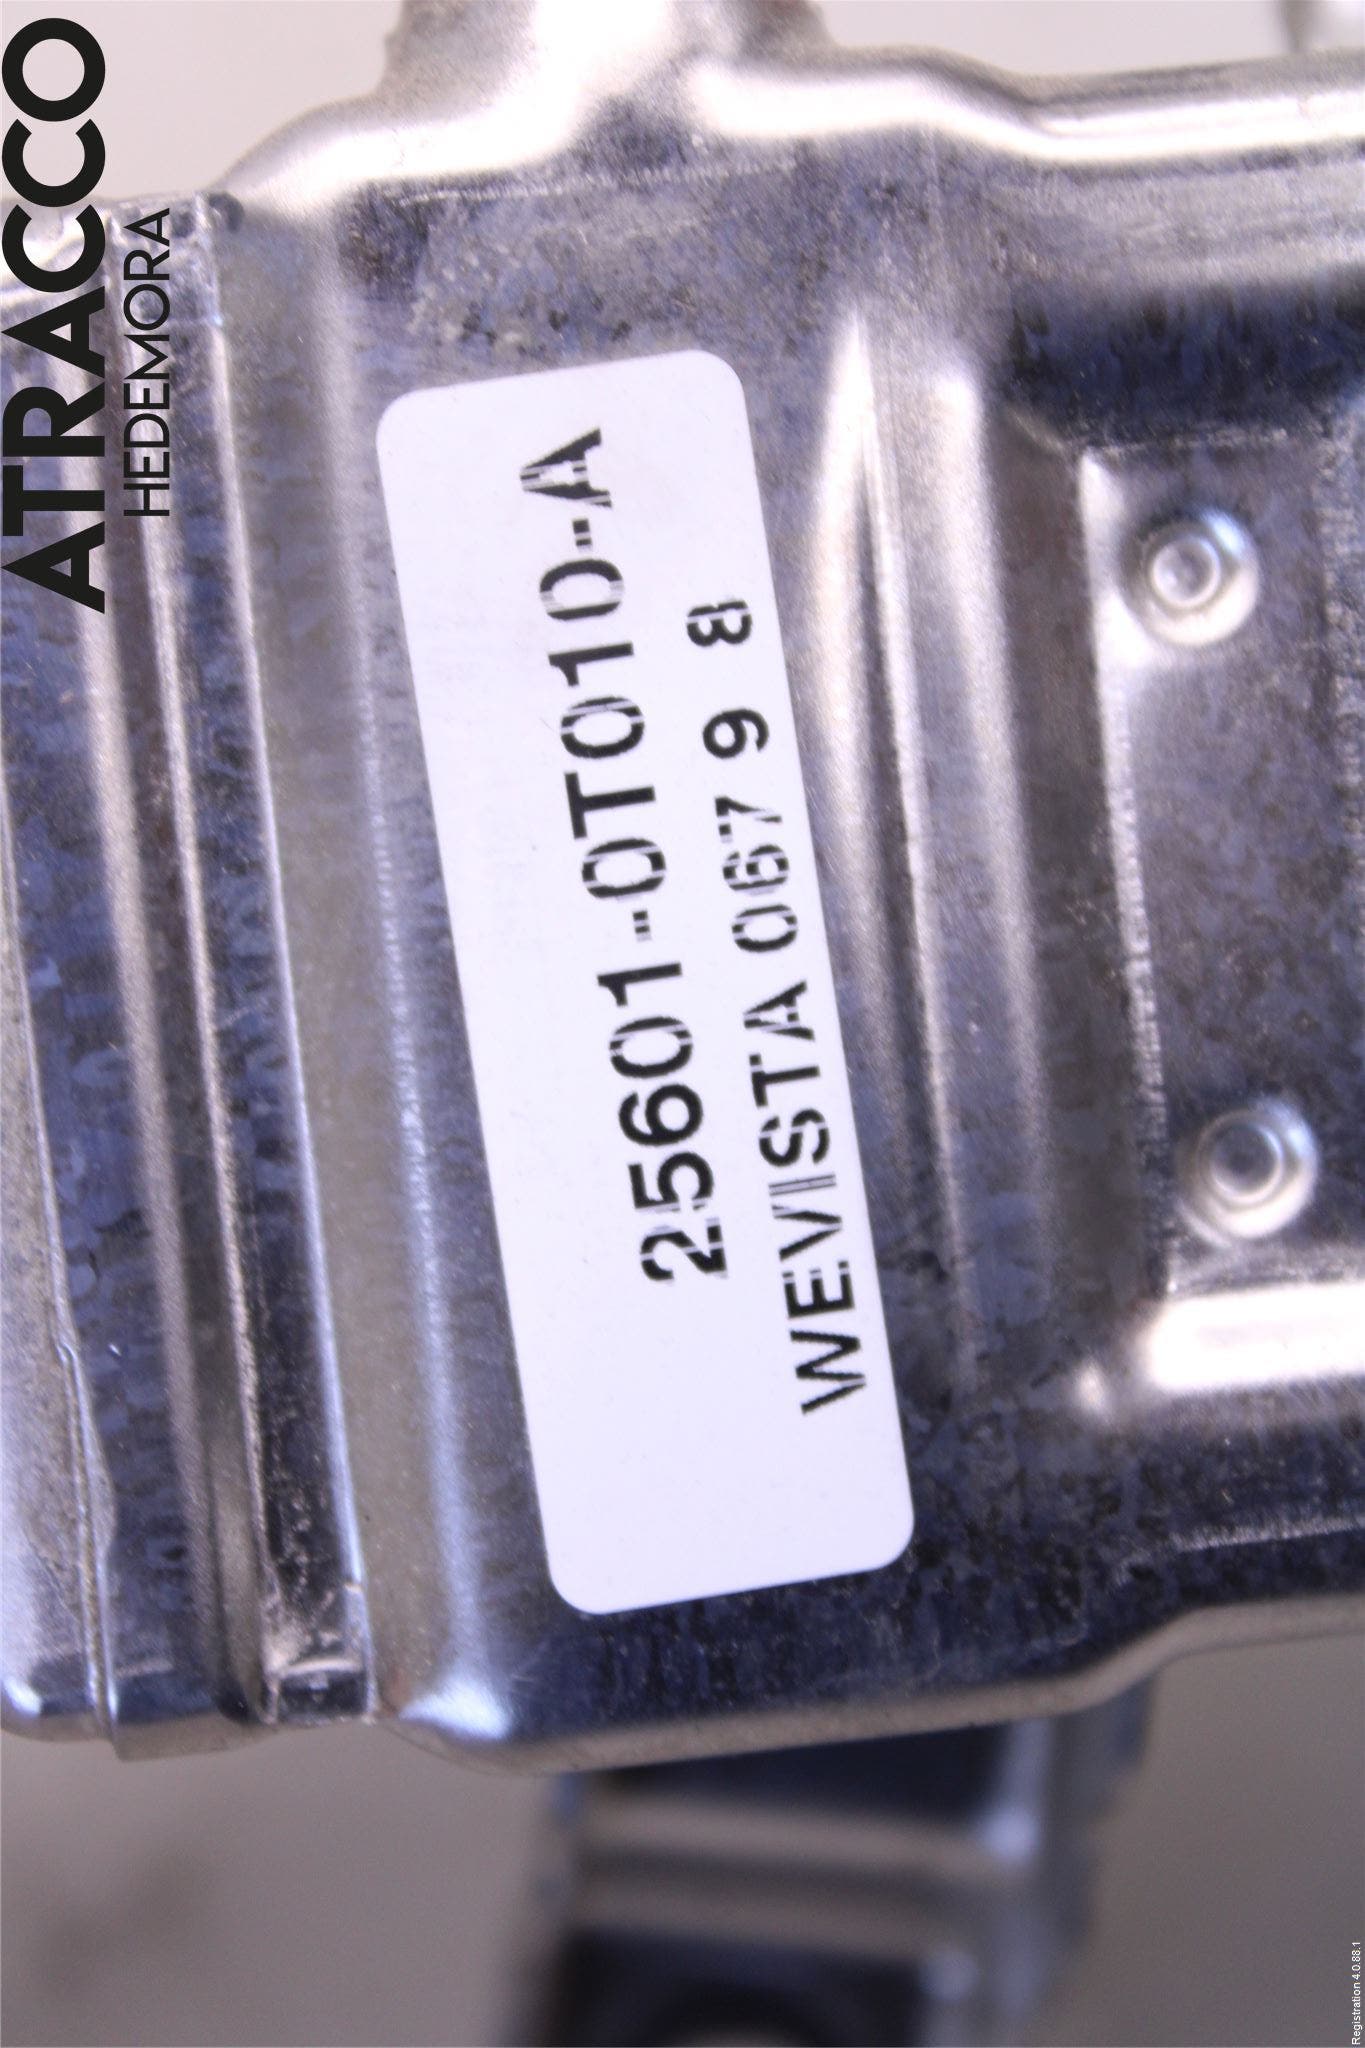 ATRACCO
HEDEMORA
25601-0T010-A
WEVISTA 067 9 8
Registration 4.0.88.1